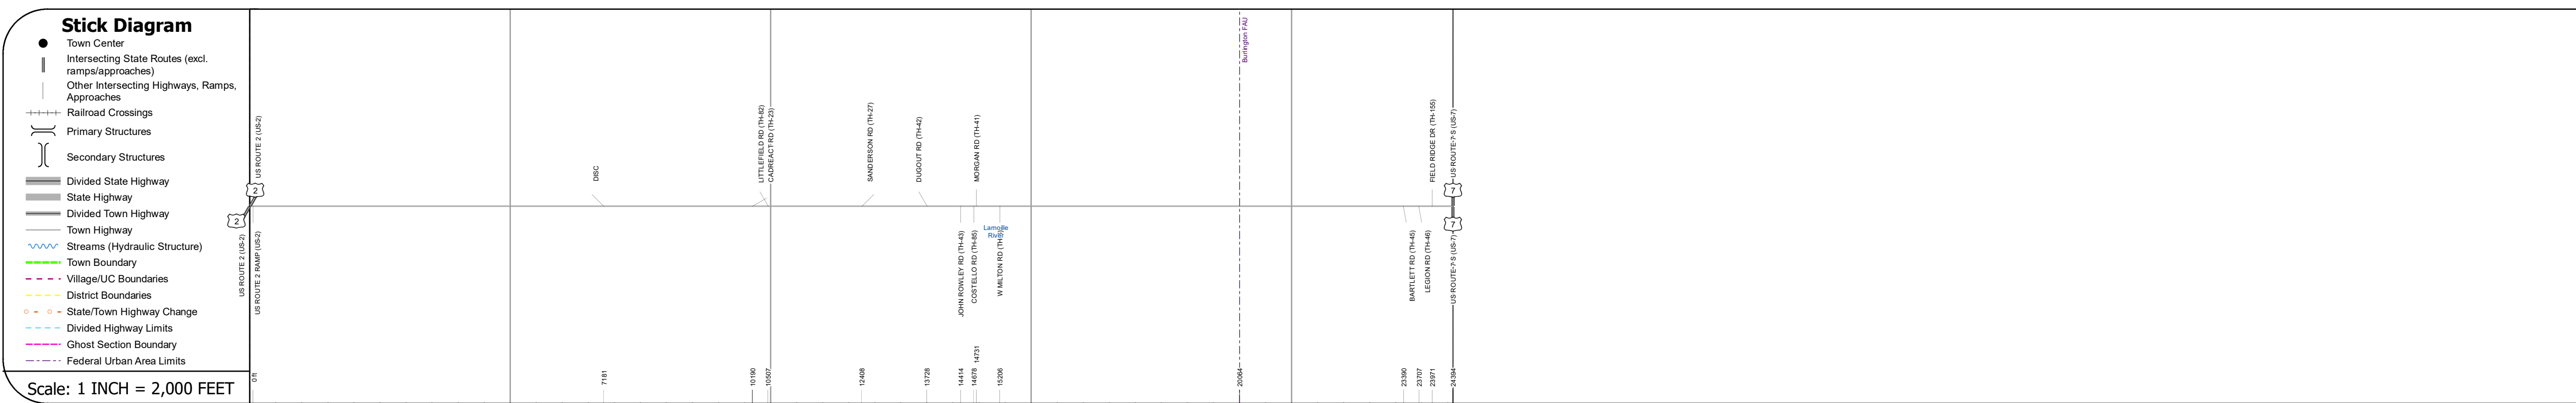 Stick Diagram
Town Center
Intersecting State Routes (excl.
ramps/approaches)
Other Intersecting Highways, Ramps,
Approaches
Railroad Crossings
Primary Structures
Secondary Structures
Divided State Highway
State Highway
Divided Town Highway
Town Highway
Streams (Hydraulic Structure)
Town Boundary
Village/UC Boundaries
District Boundaries
State/Town Highway Change
Divided Highway Limits
Ghost Section Boundary
Federal Urban Area Limits
Scale: 1 INCH = 2,000 FEET
US ROUTE 2 (US-2)
2
2
US ROUTE 2 (US-2)
US ROUTE 2 RAMP (US-2)
DISC
LITTLEFIELD RD (TH-82)
CADREACT RD (TH-23)
SANDERSON RD (TH-27)
DUGOUT RD (TH-42)
MORGAN RD (TH-41)
JOHN ROWLEY RD (TH-43)
COSTELLO RD (TH-85)
Lamoille
River
W MILTON RD
Burlington FAU
FIELD RIDGE DR (TH-155)
US ROUTE-7-S (US-7)
7
7
BARTLETT RD (TH-45)
LEGION RD (TH-46)
US ROUTE-7-S (US-7)
0 ft
7181
10190
10507
12408
13728
14414
14678
14731
15206
20064
23390
23707
23971
24394